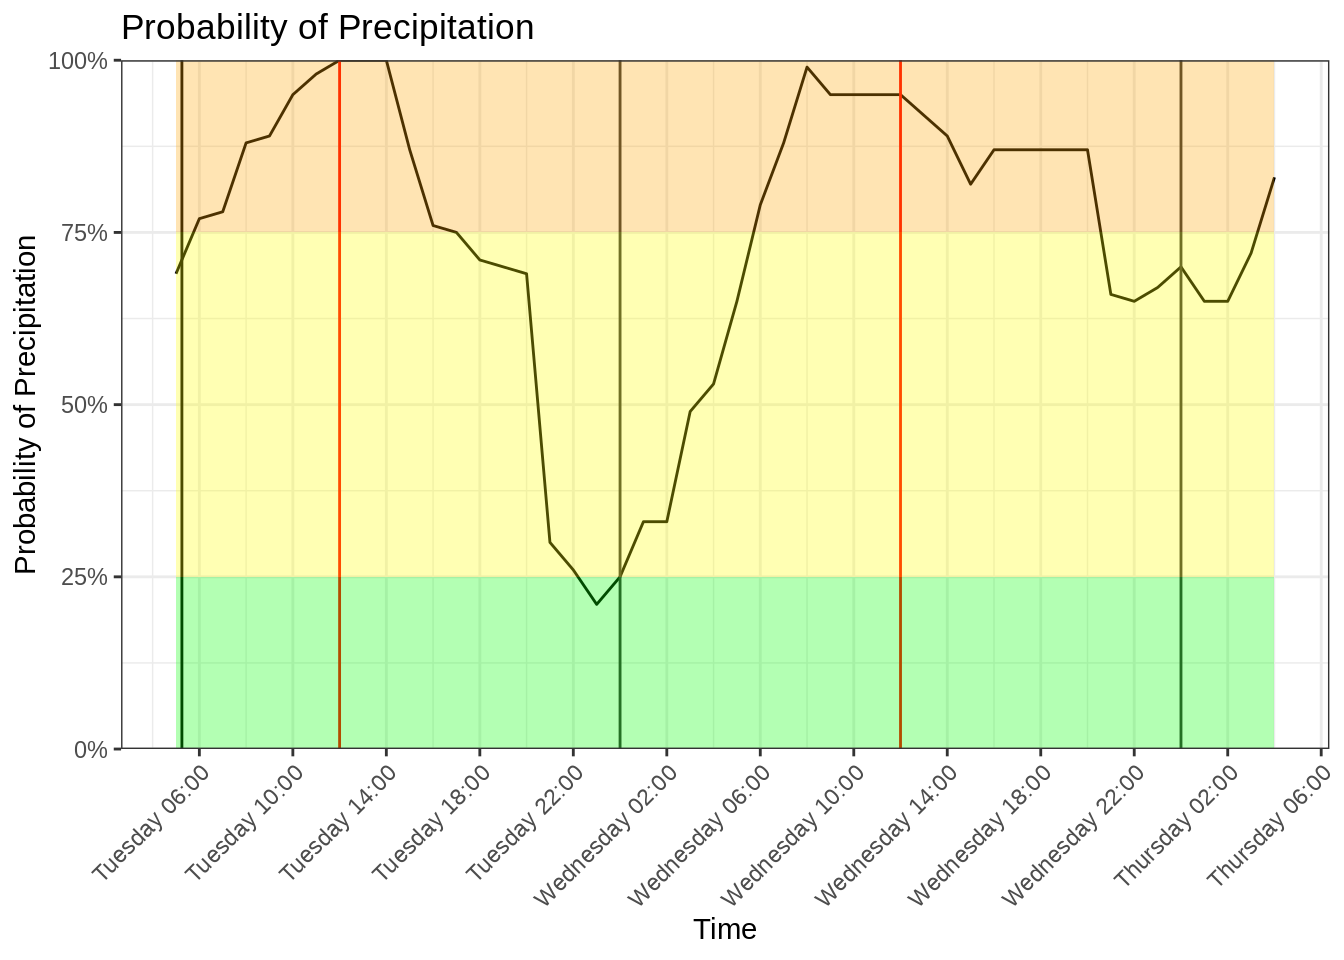 Probability of Precipitation
Probability of Precipitation
100%
75%
50%
25%
0%
Tuesday 06:00
Tuesday 10:00
Tuesday 14:00
Tuesday 18:00
Tuesday 22:00
Wednesday 02:00
Wednesday 06:00
Wednesday 10:00
Wednesday 14:00
Wednesday 18:00
Wednesday 22:00
Thursday 02:00
Thursday 06:00
Time